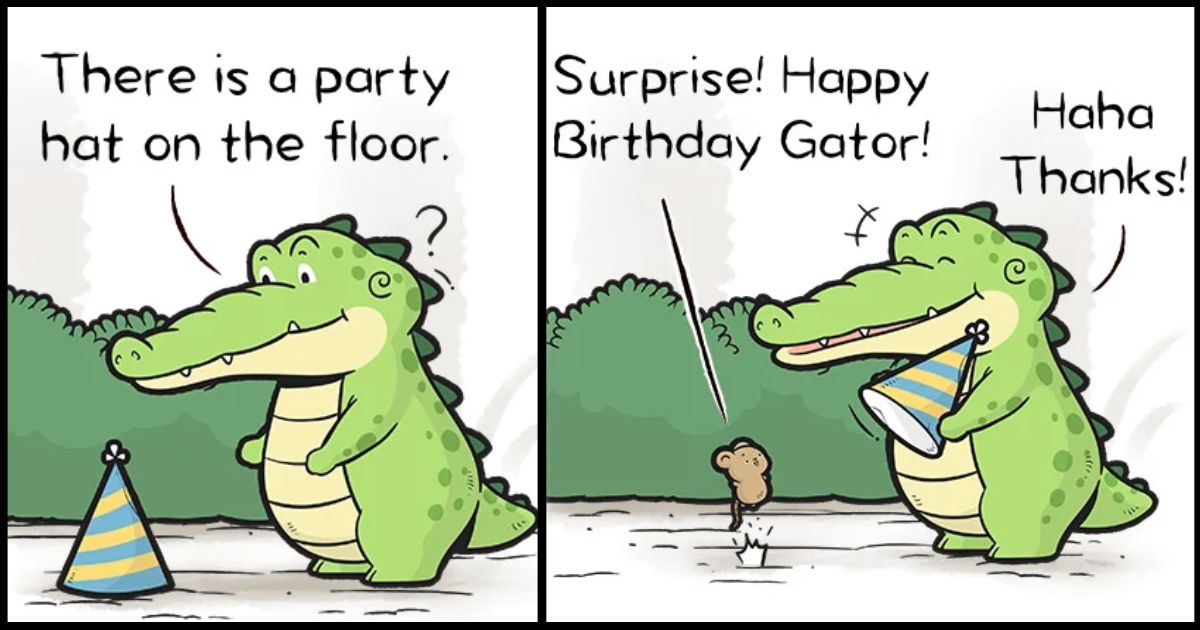 There is a party
hat on the floor.
?
Surprise! Happy
Birthday Gator!
Haha
Thanks!